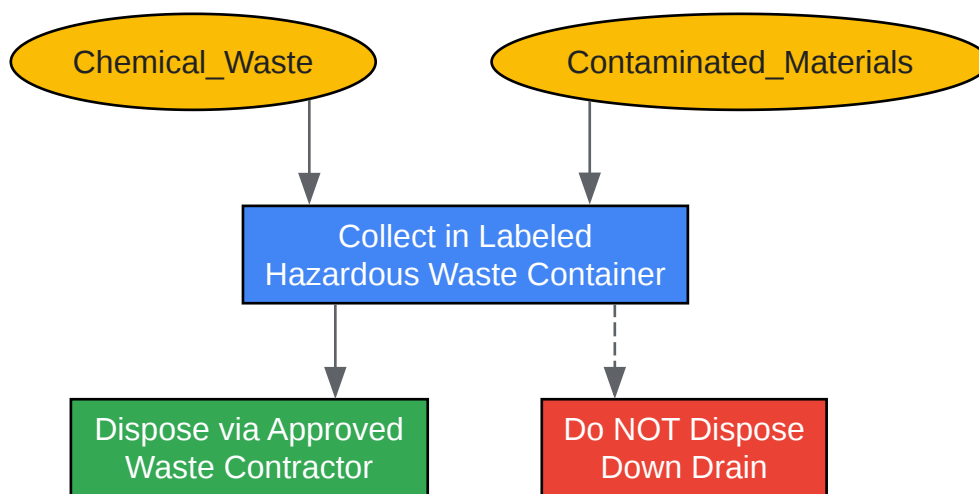 Chemical_Waste
Contaminated_Materials
Collect in Labeled
Hazardous Waste Container
Dispose via Approved
Waste Contractor
Do NOT Dispose
Down Drain